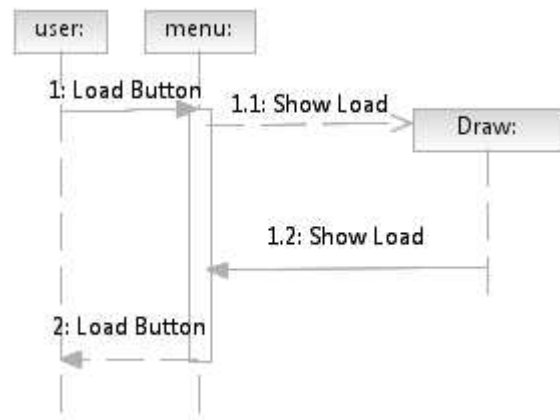 user:
menu:
1: Load Button
1.1: Show Load
Draw:
1.2: Show Load
2: Load Button